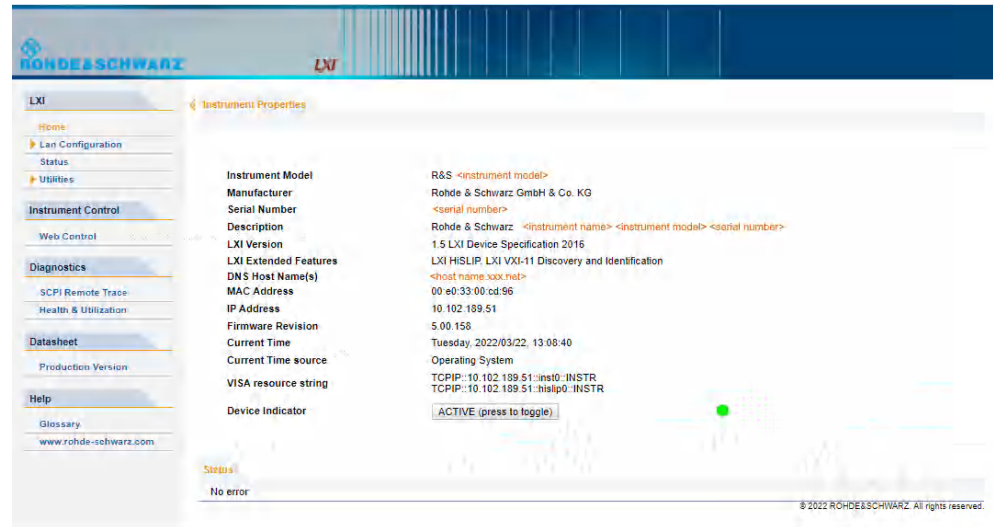 ROHDE&SCHWARZ
LXI
LXI
Home
Lan Configuration
Status
Utilities
Instrument Control
Web Control
Diagnostics
SCPI Remote Trace
Health & Utilization
Datasheet
Production Version
Help
Glossary
www.rohde-schwarz.com
Instrument Properties
Instrument Model R&S <instrument model>
Manufacturer Rohde & Schwarz GmbH & Co. KG
Serial Number <serial number>
Description Rohde & Schwarz <instrument name> <instrument model> <serial number>
LXI Version 1.5 LXI Device Specification 2016
LXI Extended Features LXI HiSLIP, LXI VXI-11 Discovery and Identification
DNS Host Name(s) <host name.xxx.net>
MAC Address 00:e0:33:00:cd:96
IP Address 10.102.189.51
Firmware Revision 5.00.158
Current Time Tuesday, 2022/03/22, 13:08:40
Current Time source Operating System
VISA resource string TCPIP::10.102.189.51::inst0::INSTR
TCPIP::10.102.189.51::hislip0::INSTR
Device Indicator ACTIVE (press to toggle)
Status
No error
© 2022 ROHDE&SCHWARZ. All rights reserved.